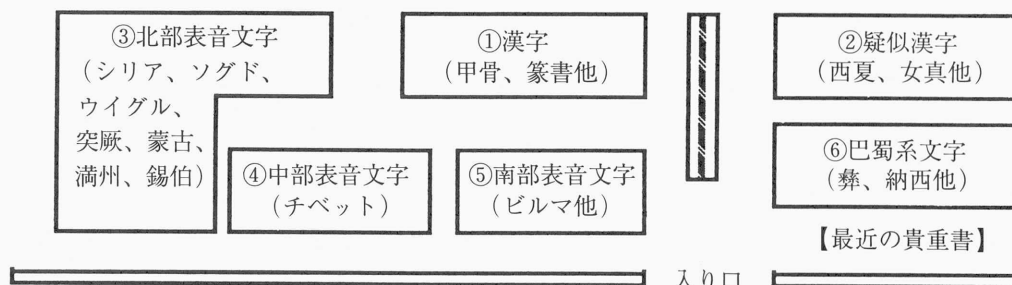 ③北部表音文字
（シリア、ソグド、
ウイグル、
突厥、蒙古、
満州、錫伯）
①漢字
（甲骨、篆書他）
②疑似漢字
（西夏、女真他）
④中部表音文字
（チベット）
⑤南部表音文字
（ビルマ他）
⑥巴蜀系文字
（彝、納西他）
【最近の貴重書】
入り口